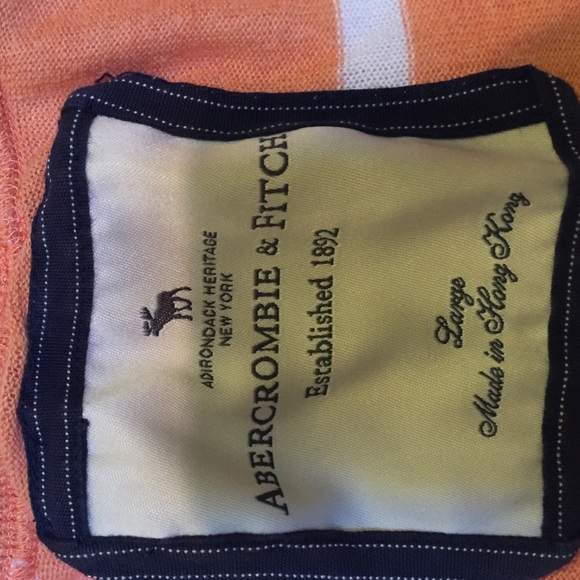 ADIRONDACK HERITAGE
NEW YORK
ABERCROMBIE & FITCH
Established 1892
Large
Made in Hong Kong